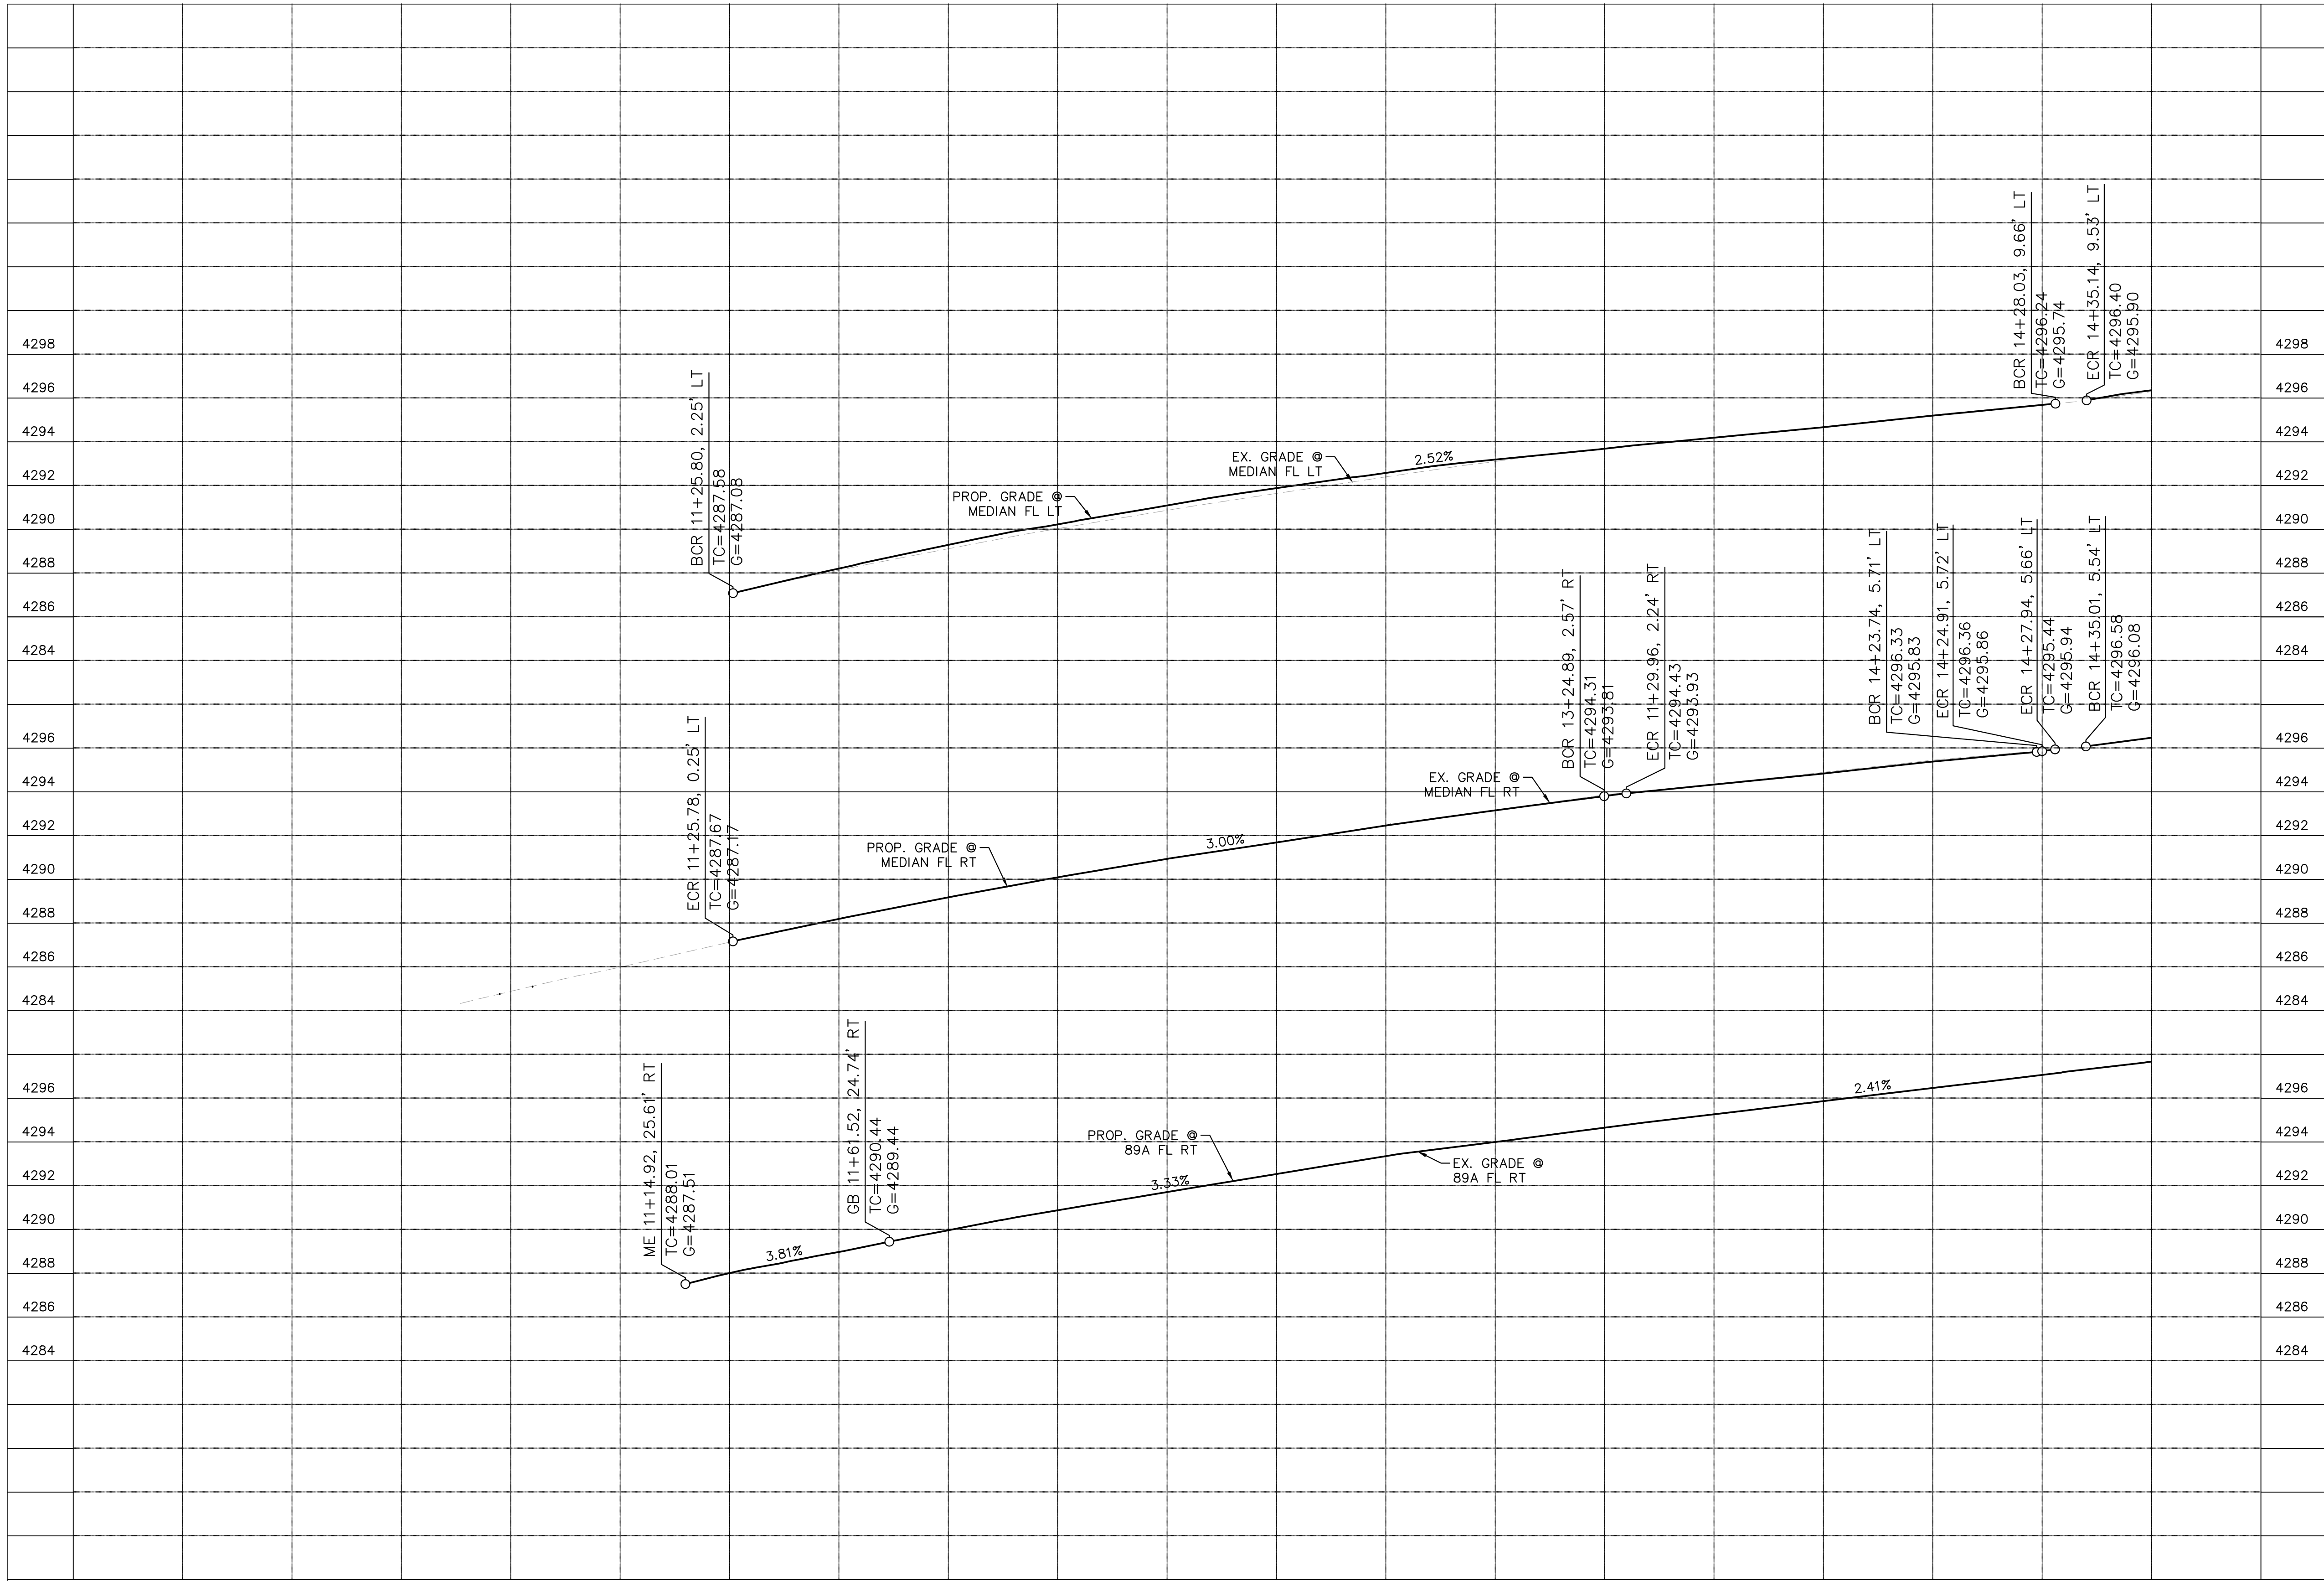 BCR 14+28.03, 9.66' LT
TC=4296.24
G=4295.74
ECR 14+35.14, 9.53' LT
TC=4296.40
G=4295.90
4298
4298
BCR 11+25.80, 2.25' LT
TC=4287.58
G=4287.08
4296
4296
4294
4294
EX. GRADE @
MEDIAN FL LT
2.52%
4292
4292
PROP. GRADE @
MEDIAN FL LT
4290
4290
4288
4288
4286
4286
4284
4284
BCR 13+24.89, 2.57' RT
TC=4294.31
G=4293.81
ECR 11+29.96, 2.24' RT
TC=4294.43
G=4293.93
BCR 14+23.74, 5.71' LT
TC=4296.33
G=4295.83
ECR 14+24.91, 5.72' LT
TC=4296.36
G=4295.86
ECR 14+27.94, 5.66' LT
TC=4295.44
G=4295.94
BCR 14+35.01, 5.54' LT
TC=4296.58
G=4296.08
ECR 11+25.78, 0.25' LT
TC=4287.67
G=4287.17
4296
4296
EX. GRADE @
MEDIAN FL RT
4294
4294
4292
4292
PROP. GRADE @
MEDIAN FL RT
3.00%
4290
4290
4288
4288
4286
4286
4284
4284
ME 11+14.92, 25.61' RT
TC=4288.01
G=4287.51
GB 11+61.52, 24.74' RT
TC=4290.44
G=4289.44
4296
2.41%
4296
4294
PROP. GRADE @
89A FL RT
4294
EX. GRADE @
89A FL RT
4292
3.33%
4292
4290
4290
3.81%
4288
4288
4286
4286
4284
4284